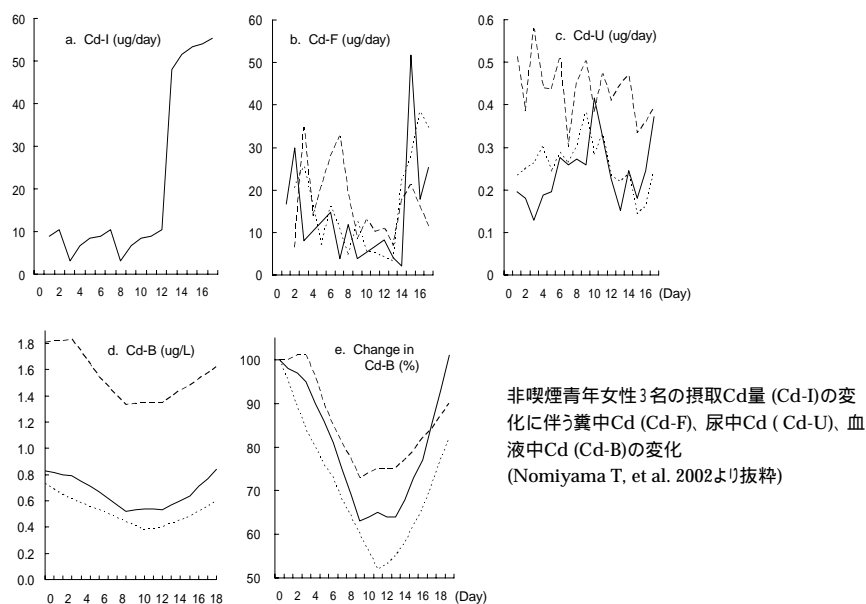 60
50
40
30
20
10
0
a. Cd-I (ug/day)
0 2 4 6 8 10 12 14 16
60
50
40
30
20
10
0
b. Cd-F (ug/day)
0 2 4 6 8 10 12 14 16 (Day)
0.6
0.5
0.4
0.3
0.2
0.1
0
c. Cd-U (ug/day)
0 2 4 6 8 10 12 14 16 (Day)
1.8
1.6
1.4
1.2
1.0
0.8
0.6
0.4
0.2
0.0
d. Cd-B (ug/L)
0 2 4 6 8 10 12 14 16 18
100
90
80
70
60
50
e. Change in
Cd-B (%)
0 2 4 6 8 10 12 14 16 18 (Day)
非喫煙青年女性3名の摂取Cd量 (Cd-I)の変
化に伴う糞中Cd (Cd-F)、尿中Cd ( Cd-U)、血
液中Cd (Cd-B)の変化
(Nomiyama T, et al. 2002より抜粋)